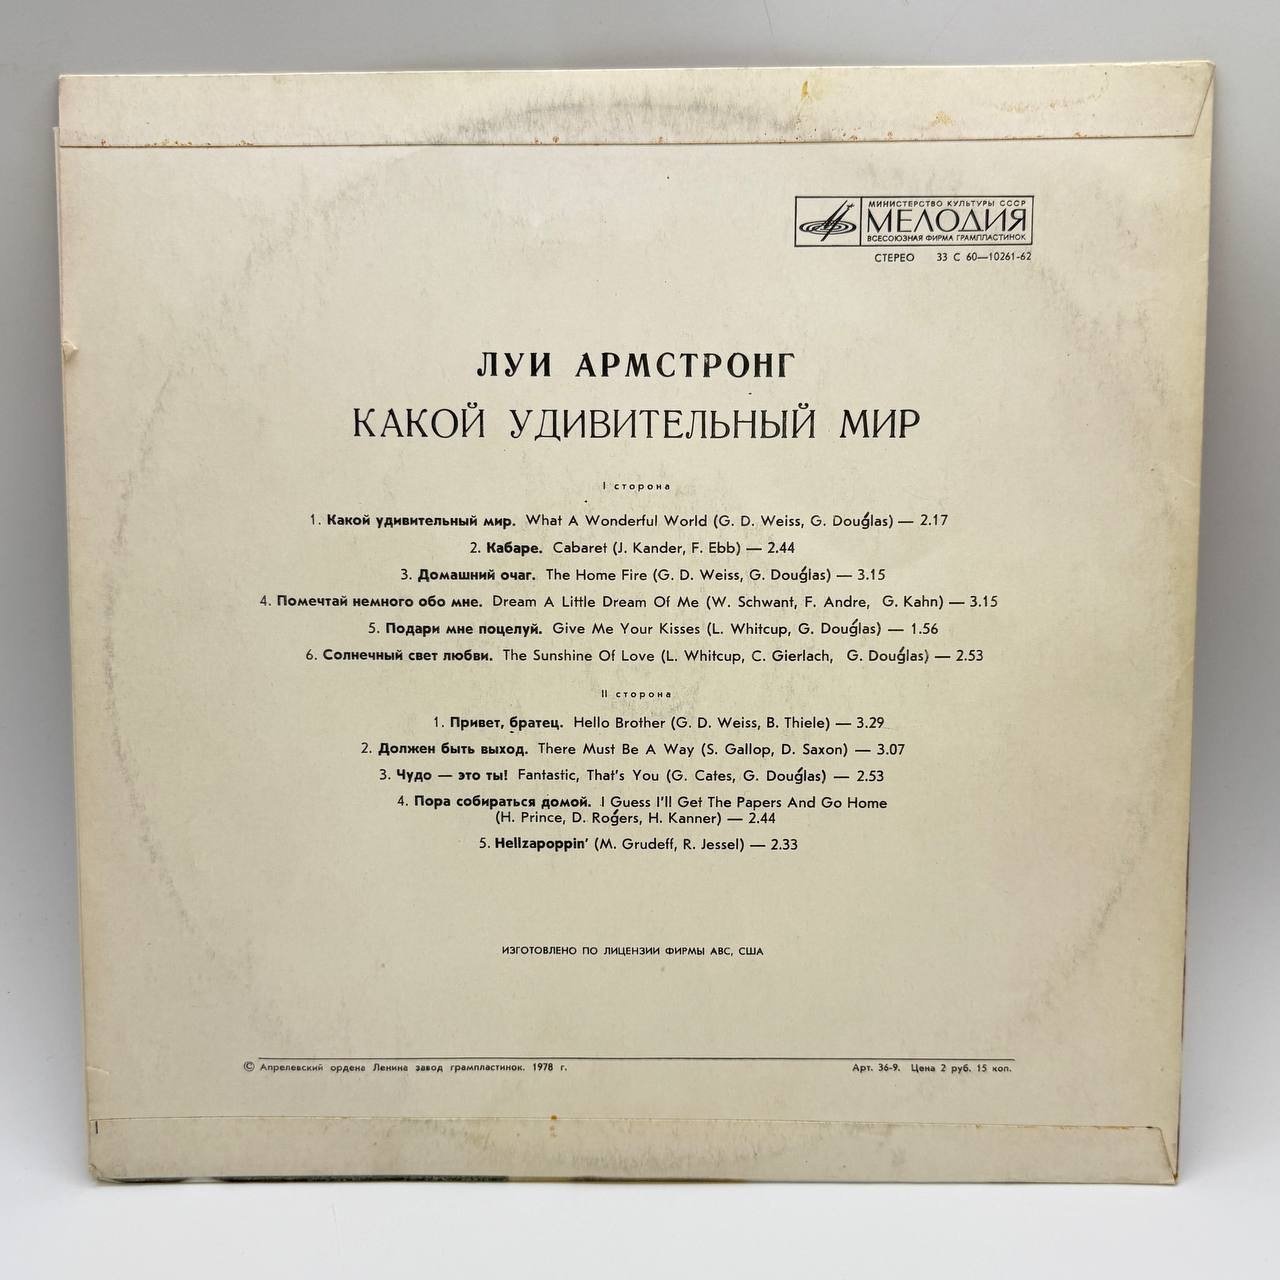 МИНИСТЕРСТВО КУЛЬТУРЫ СССР
МЕЛОДИЯ
ВСЕСОЮЗНАЯ ФИРМА ГРАМПЛАСТИНОК
СТЕРЕО 33 С 60—10261-62
ЛУИ АРМСТРОНГ
КАКОЙ УДИВИТЕЛЬНЫЙ МИР
I сторона
1. Какой удивительный мир. What A Wonderful World (G. D. Weiss, G. Douglas) — 2.17
2. Кабаре. Cabaret (J. Kander, F. Ebb) — 2.44
3. Домашний очаг. The Home Fire (G. D. Weiss, G. Douglas) — 3.15
4. Помечтай немного обо мне. Dream A Little Dream Of Me (W. Schwant, F. Andre, G. Kahn) — 3.15
5. Подари мне поцелуй. Give Me Your Kisses (L. Whitcup, G. Douglas) — 1.56
6. Солнечный свет любви. The Sunshine Of Love (L. Whitcup, C. Gierlach, G. Douglas) — 2.53
II сторона
1. Привет, братец. Hello Brother (G. D. Weiss, B. Thiele) — 3.29
2. Должен быть выход. There Must Be A Way (S. Gallop, D. Saxon) — 3.07
3. Чудо — это ты! Fantastic, That's You (G. Cates, G. Douglas) — 2.53
4. Пора собираться домой. I Guess I'll Get The Papers And Go Home
(H. Prince, D. Rogers, H. Kanner) — 2.44
5. Hellzapoppin' (M. Grudeff, R. Jessel) — 2.33
ИЗГОТОВЛЕНО ПО ЛИЦЕНЗИИ ФИРМЫ ABC, США
© Апрелевский ордена Ленина завод грампластинок. 1978 г.
Арт. 36-9. Цена 2 руб. 15 коп.